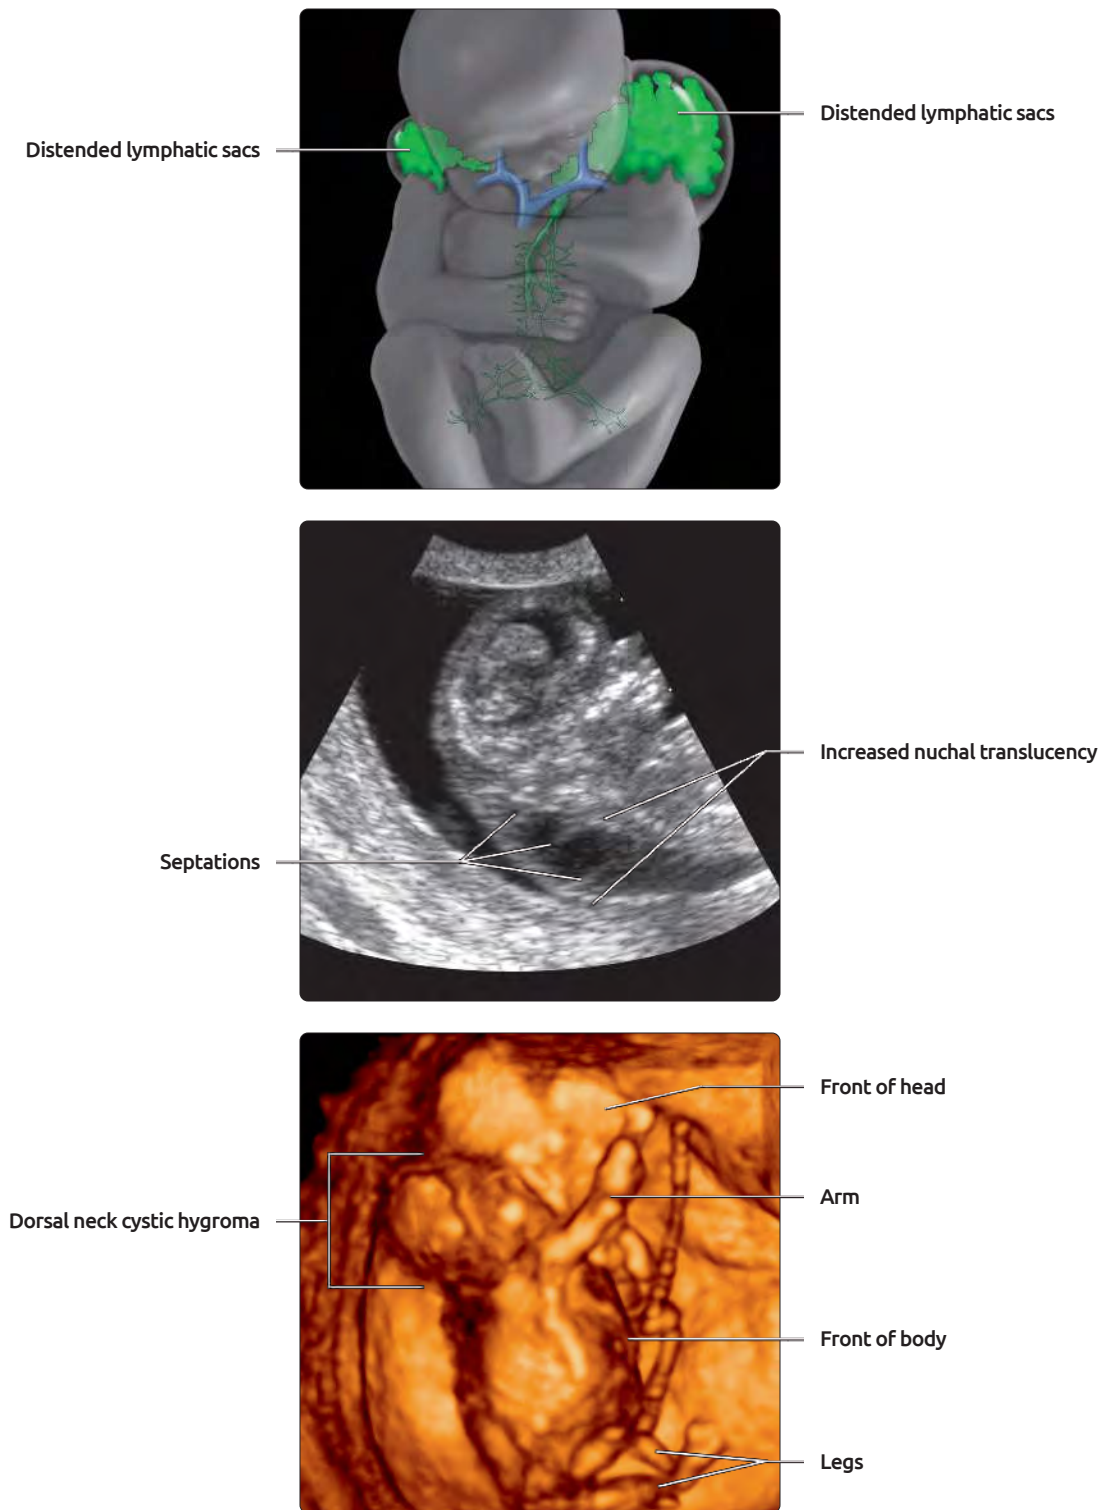 Distended lymphatic sacs
Distended lymphatic sacs
Increased nuchal translucency
Septations
Front of head
Arm
Dorsal neck cystic hygroma
Front of body
Legs